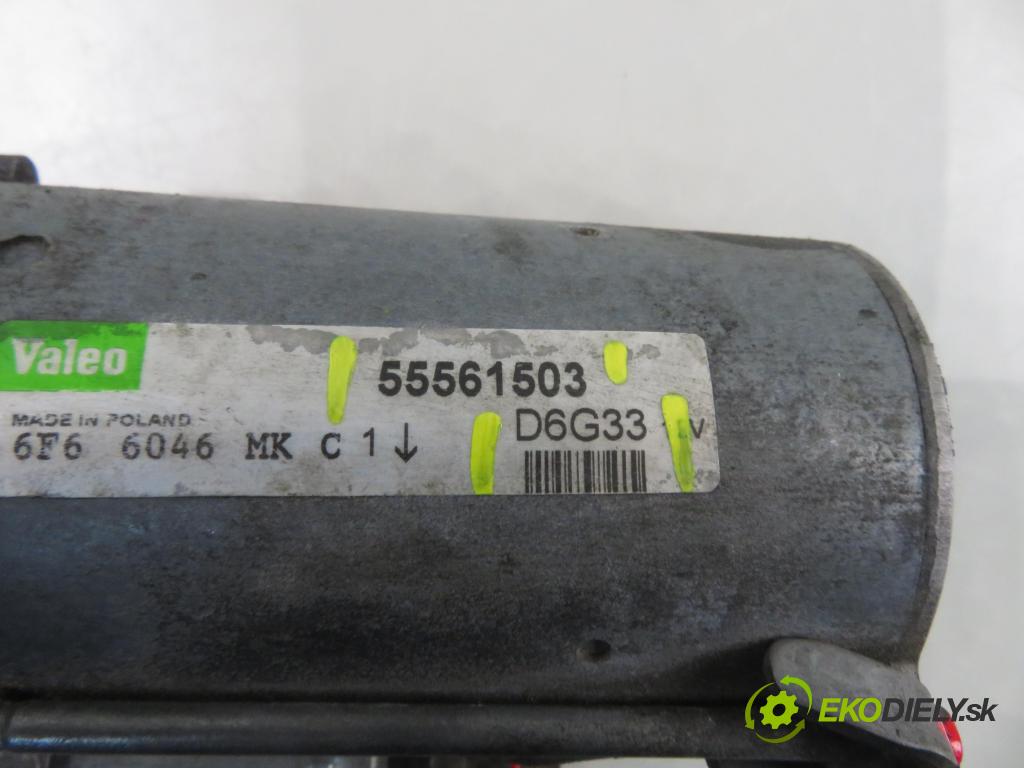 Valeo
55561503
MADE IN POLAND
D6G33
6F6 6046 MK C 1 ↓
EKODIELY.sk